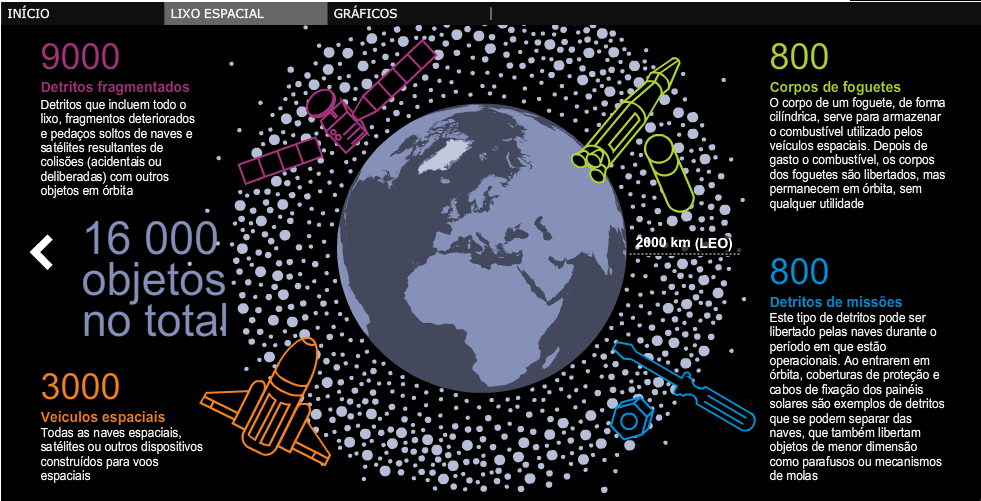 INÍCIO
LIXO ESPACIAL
GRÁFICOS
9000
Detritos fragmentados
Detritos que incluem todo o
lixo, fragmentos deteriorados
e pedaços soltos de naves e
satélites resultantes de
colisões (acidentais ou
deliberadas) com outros
objetos em órbita
16 000
objetos
no total
3000
Veículos espaciais
Todas as naves espaciais,
satélites ou outros dispositivos
construídos para voos
espaciais
2000 km (LEO)
800
Corpos de foguetes
O corpo de um foguete, de forma
cilíndrica, serve para armazenar
o combustível utilizado pelos
veículos espaciais. Depois de
gasto o combustível, os corpos
dos foguetes são libertados, mas
permanecem em órbita, sem
qualquer utilidade
800
Detritos de missões
Este tipo de detritos pode ser
libertado pelas naves durante o
período em que estão
operacionais. Ao entrarem em
órbita, coberturas de proteção e
cabos de fixação dos painéis
solares são exemplos de detritos
que se podem separar das
naves, que também libertam
objetos de menor dimensão
como parafusos ou mecanismos
de molas